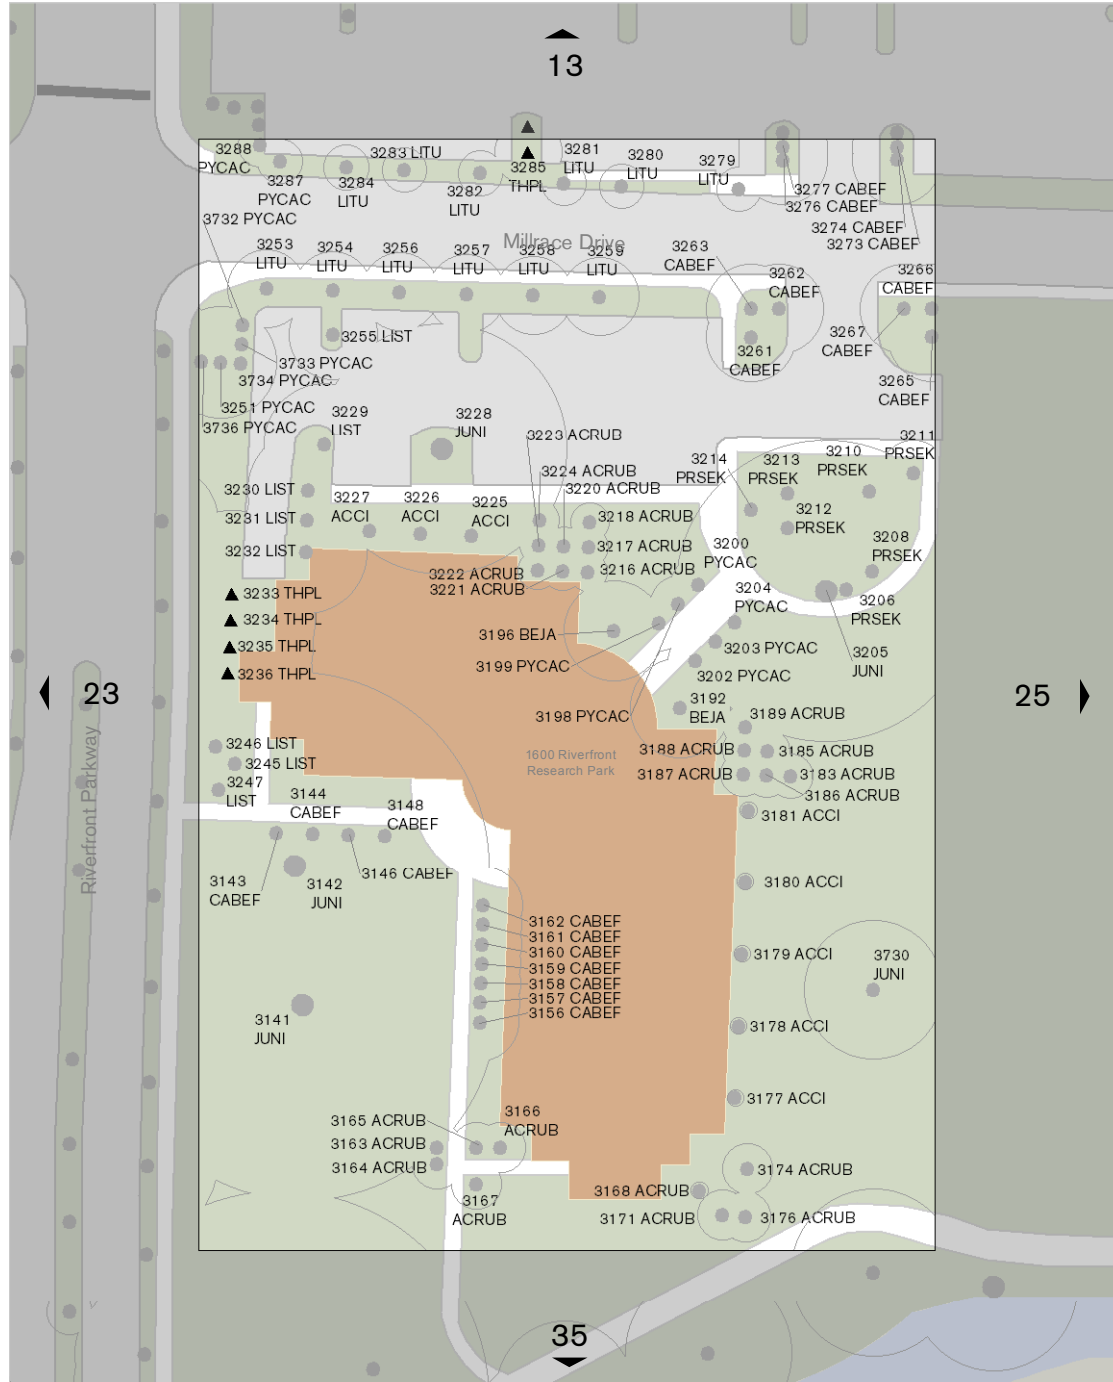 13
3288
PYCAC
3283 LITU
3281
LITU
3280
LITU
3279
LITU
3285
THPL
3287
PYCAC
3284
LITU
3282
LITU
3277 CABEF
3276 CABEF
3274 CABEF
3273 CABEF
3732 PYCAC
Millrace Drive
3253
LITU
3254
LITU
3256
LITU
3257
LITU
3258
LITU
3259
LITU
3263
CABEF
3262
CABEF
3266
CABEF
3255 LIST
3267
CABEF
3261
CABEF
3265
CABEF
3733 PYCAC
3734 PYCAC
3251 PYCAC
3736 PYCAC
3229
LIST
3228
JUNI
3223 ACRUB
3224 ACRUB
3220 ACRUB
3214
PRSEK
3213
PRSEK
3210
PRSEK
3211
PRSEK
3230 LIST
3231 LIST
3232 LIST
3227
ACCI
3226
ACCI
3225
ACCI
3218 ACRUB
3217 ACRUB
3216 ACRUB
3212
PRSEK
3200
PYCAC
3208
PRSEK
3222 ACRUB
3221 ACRUB
3204
PYCAC
3206
PRSEK
3233 THPL
3234 THPL
3235 THPL
3236 THPL
3196 BEJA
3199 PYCAC
3203 PYCAC
3202 PYCAC
3205
JUNI
23
25
3198 PYCAC
3192
BEJA
3189 ACRUB
Riverfront Parkway
1600 Riverfront
Research Park
3188 ACRUB
3185 ACRUB
3187 ACRUB
3183 ACRUB
3186 ACRUB
3246 LIST
3245 LIST
3247
LIST
3144
CABEF
3148
CABEF
3181 ACCI
3146 CABEF
3143
CABEF
3142
JUNI
3180 ACCI
3162 CABEF
3161 CABEF
3160 CABEF
3159 CABEF
3158 CABEF
3157 CABEF
3156 CABEF
3179 ACCI
3730
JUNI
3141
JUNI
3178 ACCI
3177 ACCI
3165 ACRUB
3166
ACRUB
3163 ACRUB
3164 ACRUB
3174 ACRUB
3167
ACRUB
3168 ACRUB
3171 ACRUB
3176 ACRUB
35